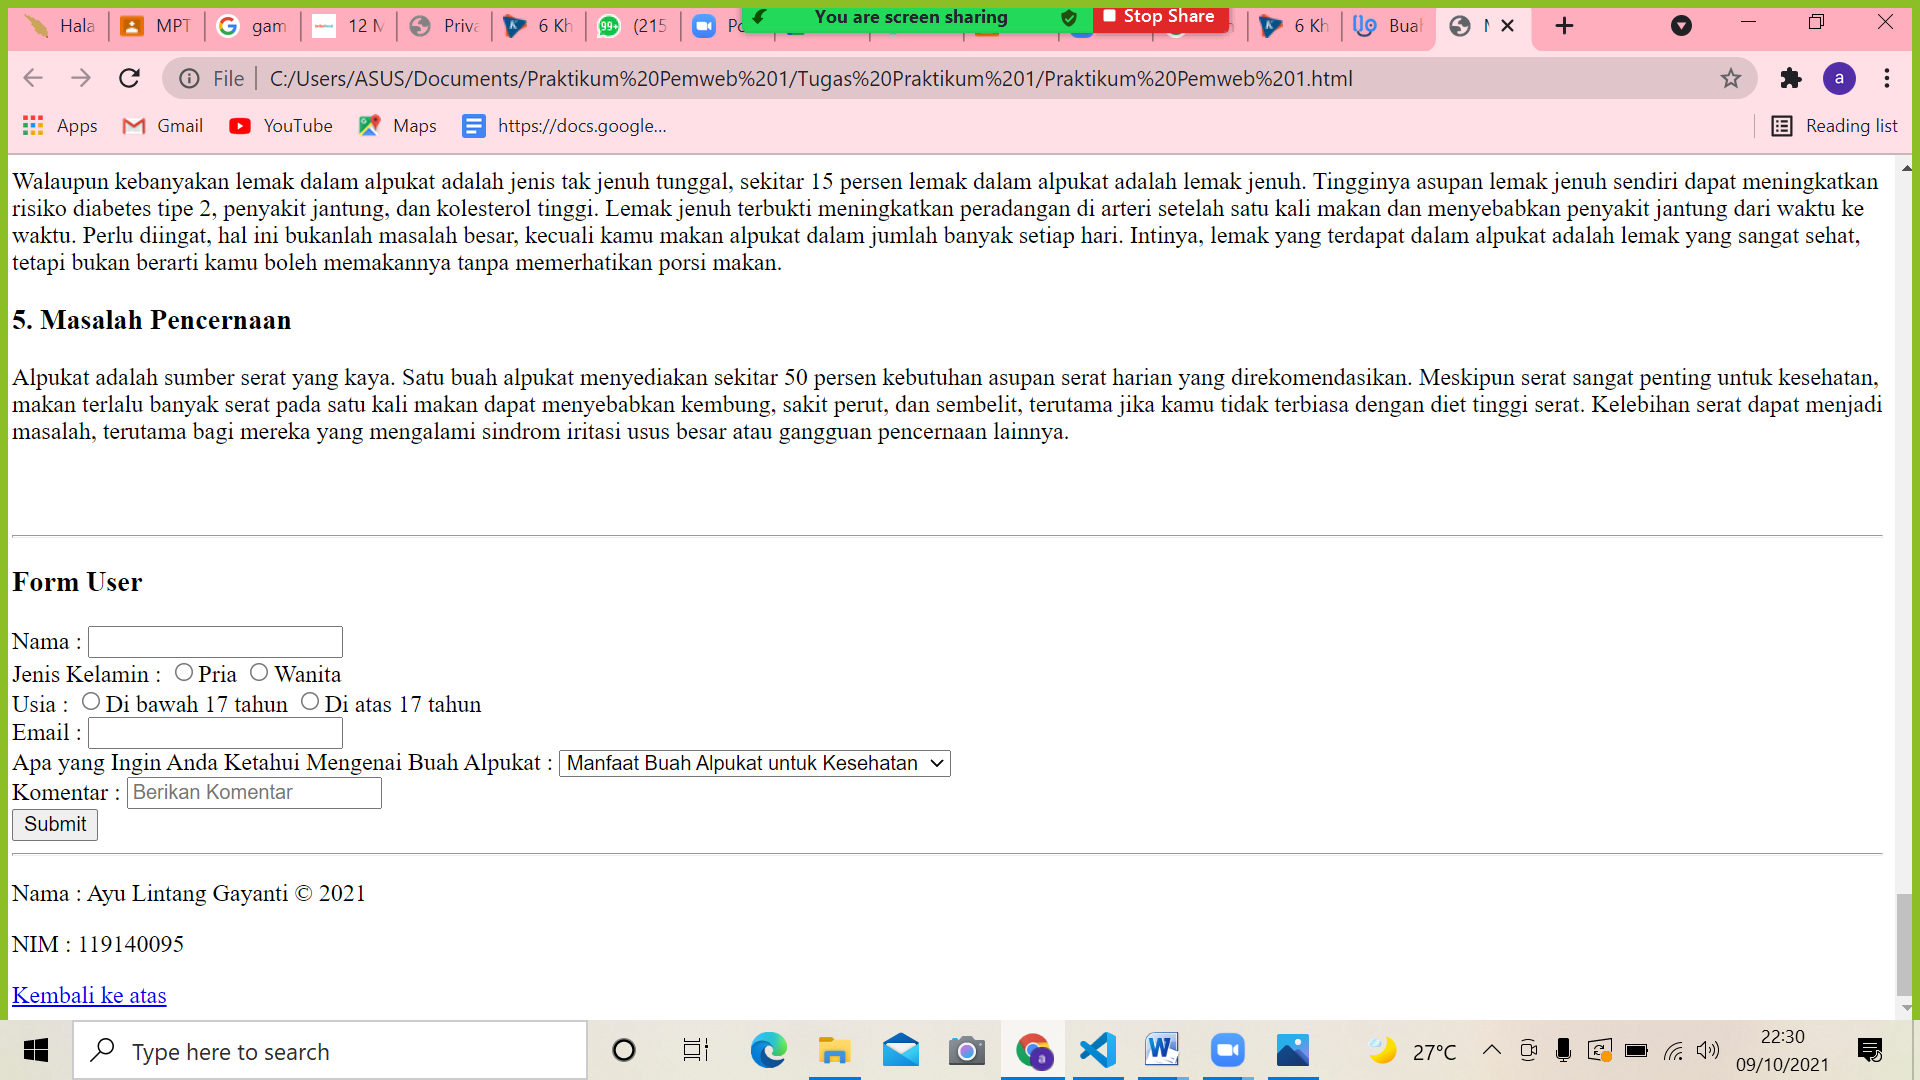 Hala MPT gam 12 M Priva 6 Kh (215 Po You are screen sharing Stop Share 6 Kh Buah
File C:/Users/ASUS/Documents/Praktikum%20Pemweb%201/Tugas%20Praktikum%201/Praktikum%20Pemweb%201.html a
Apps Gmail YouTube Maps https://docs.google... Reading list
Walaupun kebanyakan lemak dalam alpukat adalah jenis tak jenuh tunggal, sekitar 15 persen lemak dalam alpukat adalah lemak jenuh. Tingginya asupan lemak jenuh sendiri dapat meningkatkan
risiko diabetes tipe 2, penyakit jantung, dan kolesterol tinggi. Lemak jenuh terbukti meningkatkan peradangan di arteri setelah satu kali makan dan menyebabkan penyakit jantung dari waktu ke
waktu. Perlu diingat, hal ini bukanlah masalah besar, kecuali kamu makan alpukat dalam jumlah banyak setiap hari. Intinya, lemak yang terdapat dalam alpukat adalah lemak yang sangat sehat,
tetapi bukan berarti kamu boleh memakannya tanpa memerhatikan porsi makan.
5. Masalah Pencernaan
Alpukat adalah sumber serat yang kaya. Satu buah alpukat menyediakan sekitar 50 persen kebutuhan asupan serat harian yang direkomendasikan. Meskipun serat sangat penting untuk kesehatan,
makan terlalu banyak serat pada satu kali makan dapat menyebabkan kembung, sakit perut, dan sembelit, terutama jika kamu tidak terbiasa dengan diet tinggi serat. Kelebihan serat dapat menjadi
masalah, terutama bagi mereka yang mengalami sindrom iritasi usus besar atau gangguan pencernaan lainnya.
Form User
Nama :
Jenis Kelamin : Pria Wanita
Usia : Di bawah 17 tahun Di atas 17 tahun
Email :
Apa yang Ingin Anda Ketahui Mengenai Buah Alpukat : Manfaat Buah Alpukat untuk Kesehatan
Komentar : Berikan Komentar
Submit
Nama : Ayu Lintang Gayanti © 2021
NIM : 119140095
Kembali ke atas
Type here to search 27°C 22:30
09/10/2021